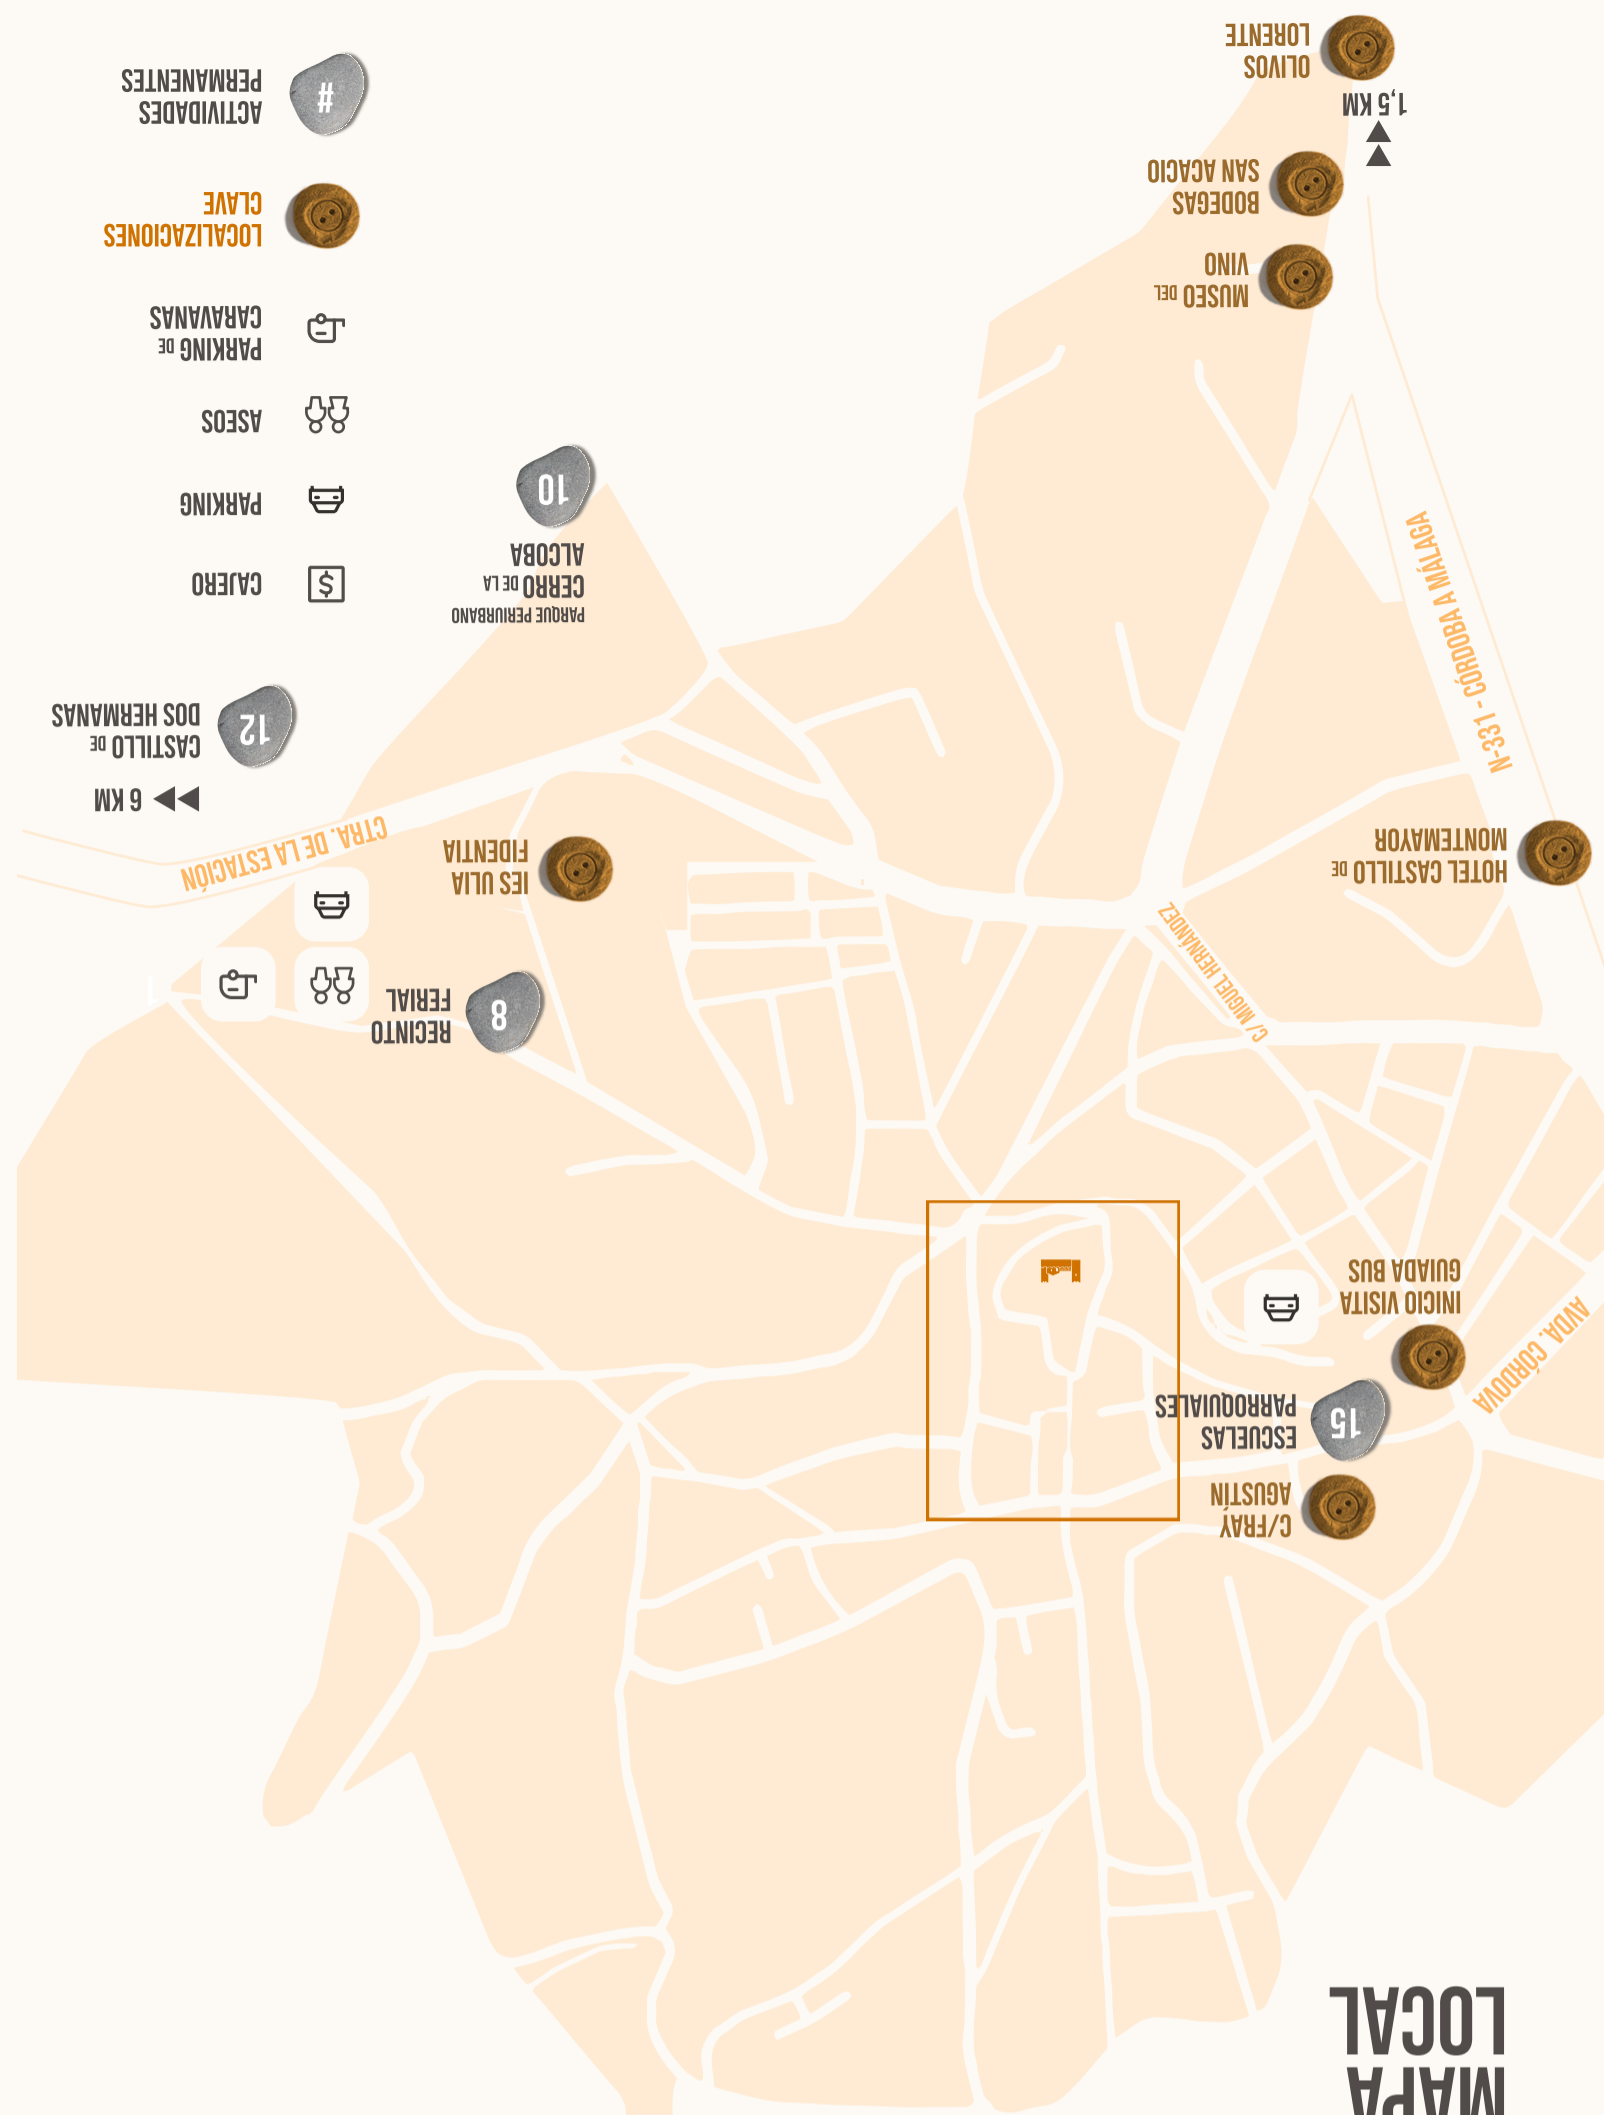 MAPA
LOCAL
C/FRAY
AGUSTÍN
15
ESCUELAS
PARROQUIALES
INICIO VISITA
GUIADA BUS
AVDA. CÓRDOVA
C/ MIGUEL HERNÁNDEZ
HOTEL CASTILLO DE
MONTEMAYOR
N-331 - CÓRDOBA A MÁLAGA
8
RECINTO
FERIAL
IES ULIA
FIDENTIA
CTRA. DE LA ESTACIÓN
6 KM
12
CASTILLO DE
DOS HERMANAS
PARQUE PERIURBANO
CERRO DE LA
ALCOBA
10
MUSEO DEL
VINO
BODEGAS
SAN ACACIO
1,5 KM
OLIVOS
LORENTE
$
CAJERO
PARKING
ASEOS
PARKING DE
CARAVANAS
LOCALIZACIONES
CLAVE
#
ACTIVIDADES
PERMANENTES